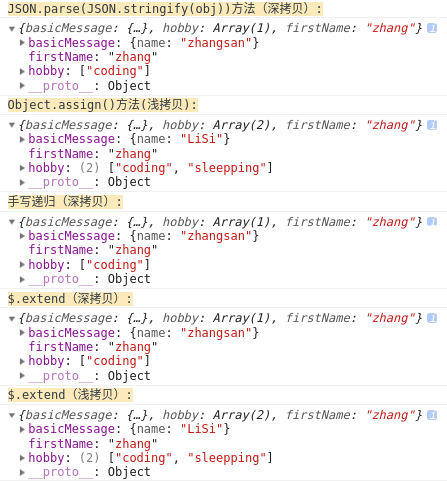 JSON.parse(JSON.stringify(obj))方法（深拷贝）:
{basicMessage: {…}, hobby: Array(1), firstName: "zhang"}
basicMessage: {name: "zhangsan"}
firstName: "zhang"
hobby: ["coding"]
__proto__: Object
Object.assign()方法(浅拷贝):
{basicMessage: {…}, hobby: Array(2), firstName: "zhang"}
basicMessage: {name: "LiSi"}
firstName: "zhang"
hobby: (2) ["coding", "sleepping"]
__proto__: Object
手写递归（深拷贝）:
{basicMessage: {…}, hobby: Array(1), firstName: "zhang"}
basicMessage: {name: "zhangsan"}
firstName: "zhang"
hobby: ["coding"]
__proto__: Object
$.extend（深拷贝）:
{basicMessage: {…}, hobby: Array(1), firstName: "zhang"}
basicMessage: {name: "zhangsan"}
firstName: "zhang"
hobby: ["coding"]
__proto__: Object
$.extend（浅拷贝）:
{basicMessage: {…}, hobby: Array(2), firstName: "zhang"}
basicMessage: {name: "LiSi"}
firstName: "zhang"
hobby: (2) ["coding", "sleepping"]
__proto__: Object